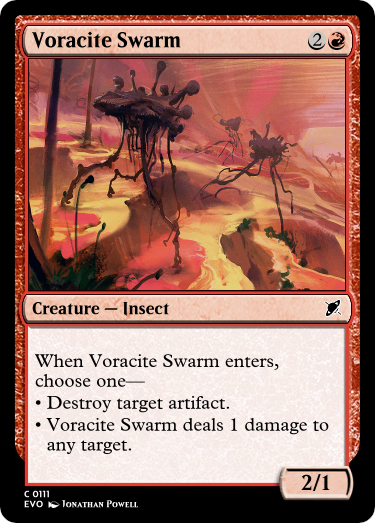 Voracite Swarm 2
Creature — Insect
When Voracite Swarm enters,
choose one—
• Destroy target artifact.
• Voracite Swarm deals 1 damage to
any target.
2/1
C 0111
EVO Jonathan Powell